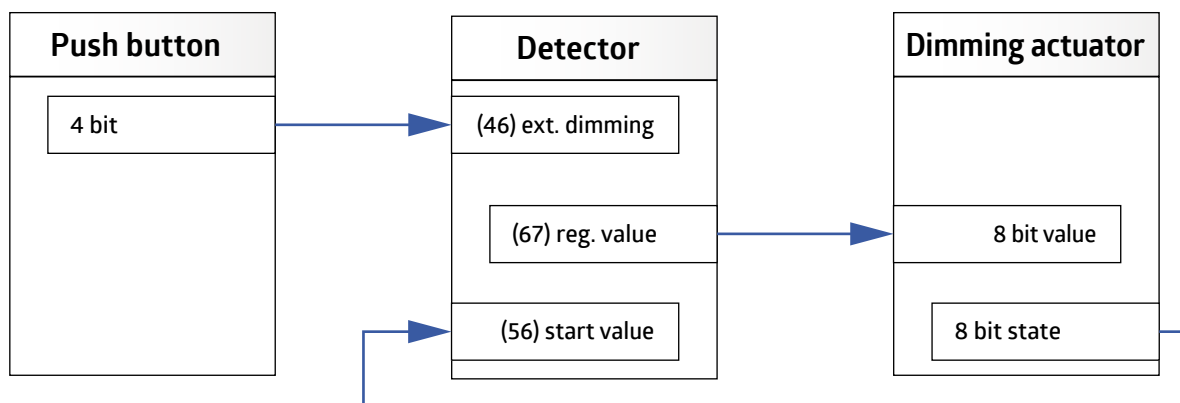 Push button
Detector
Dimming actuator
4 bit
(46) ext. dimming
(67) reg. value
8 bit value
(56) start value
8 bit state